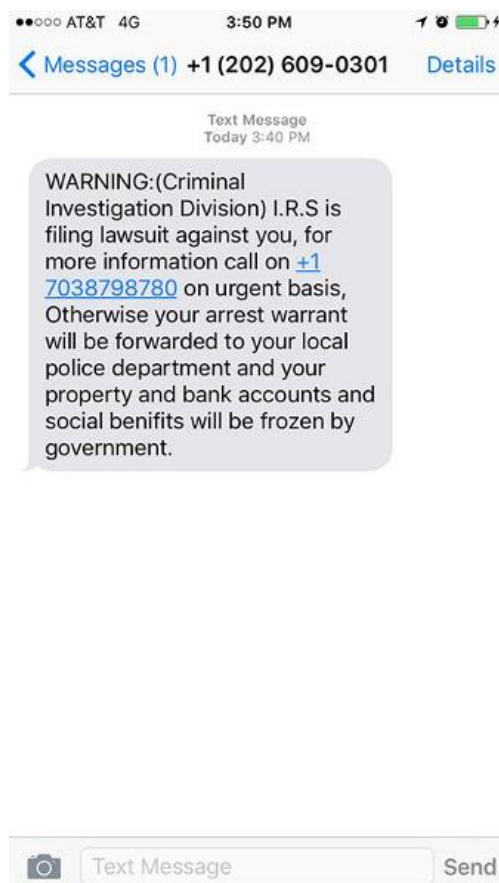 AT&T 4G 3:50 PM
Messages (1) +1 (202) 609-0301 Details
Text Message
Today 3:40 PM
WARNING:(Criminal
Investigation Division) I.R.S is
filing lawsuit against you, for
more information call on +1
7038798780 on urgent basis,
Otherwise your arrest warrant
will be forwarded to your local
police department and your
property and bank accounts and
social benifits will be frozen by
government.
Text Message Send